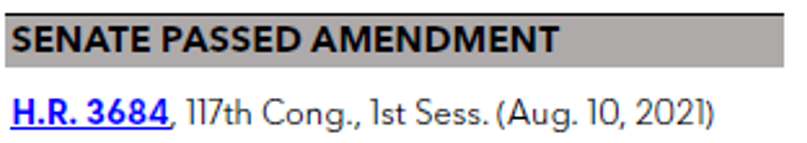 SENATE PASSED AMENDMENT
H.R. 3684, 117th Cong., 1st Sess. (Aug. 10, 2021)